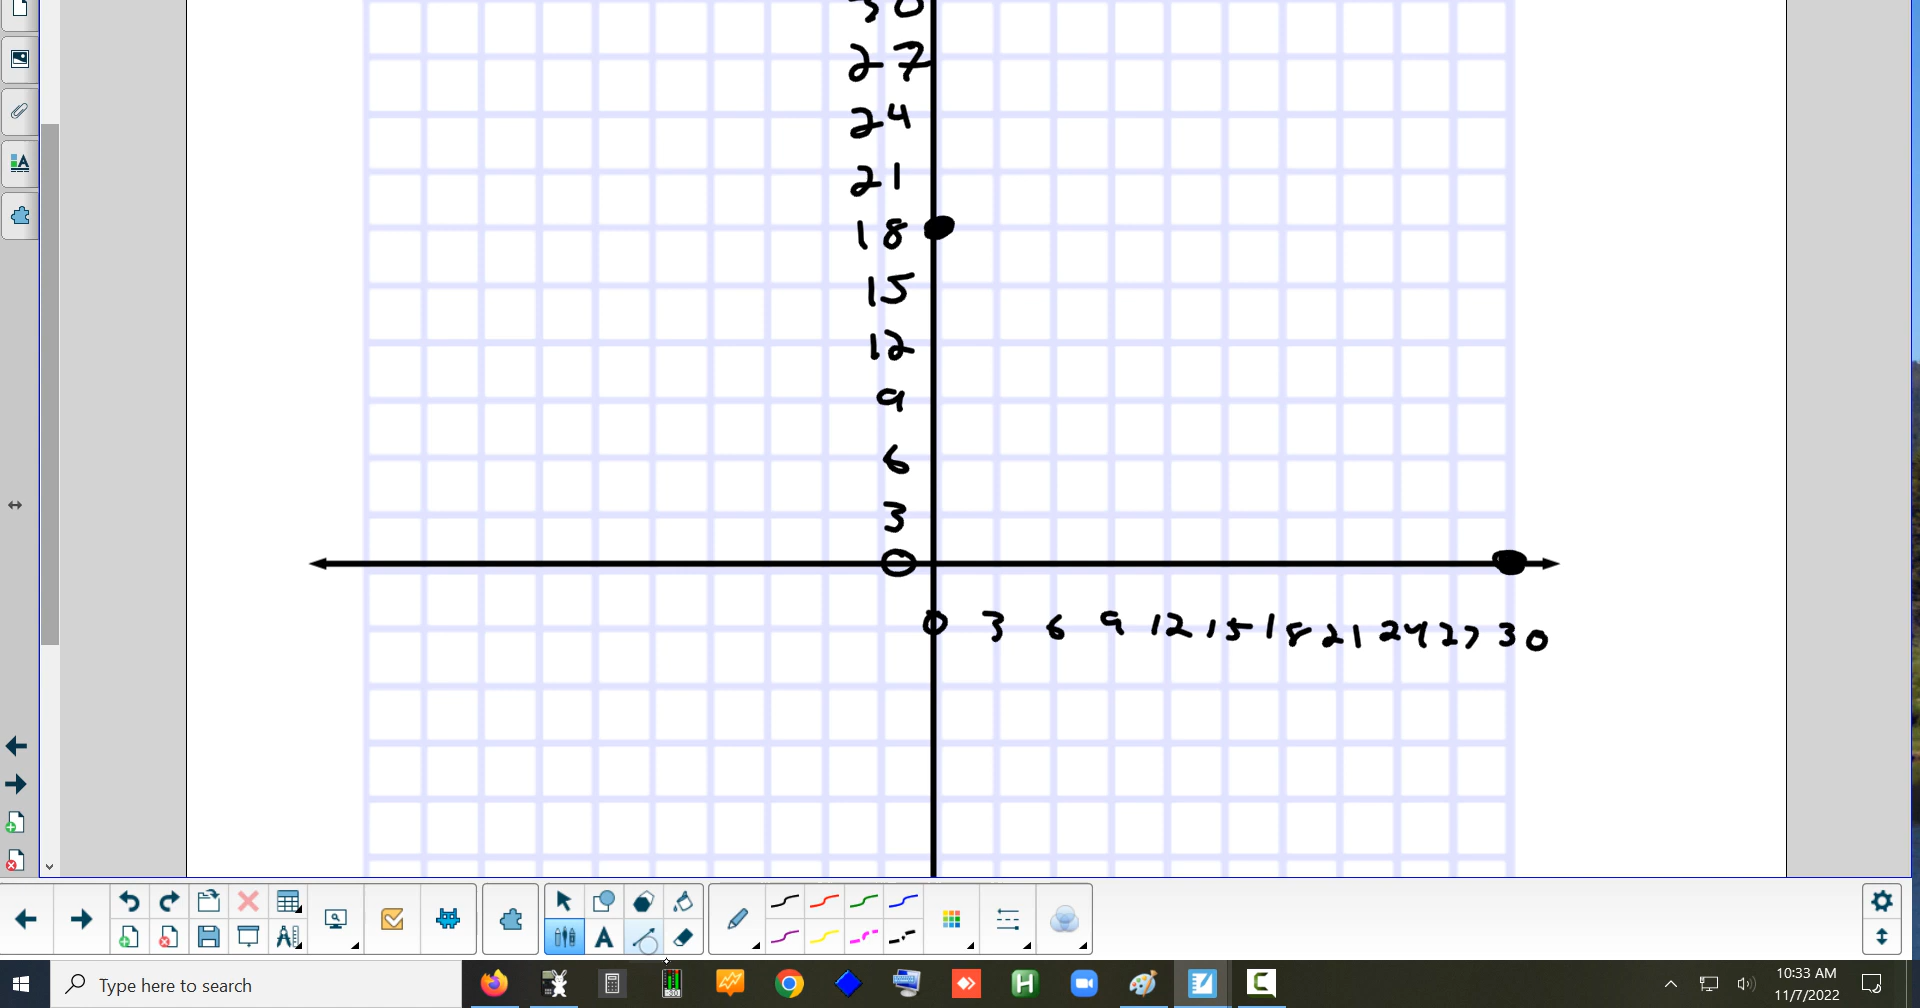 30
27
24
21
18
15
12
9
6
3
0
0 3 6 9 12 15 18 21 24 27 30
A
A
A
Type here to search
H
C
10:33 AM
11/7/2022